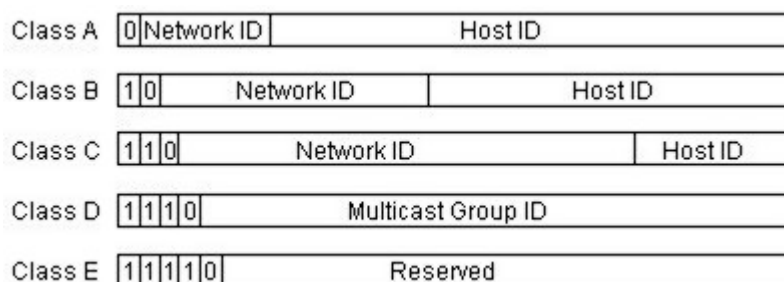 Class A 0 Network ID Host ID
Class B 1 0 Network ID Host ID
Class C 1 1 0 Network ID Host ID
Class D 1 1 1 0 Multicast Group ID
Class E 1 1 1 1 0 Reserved